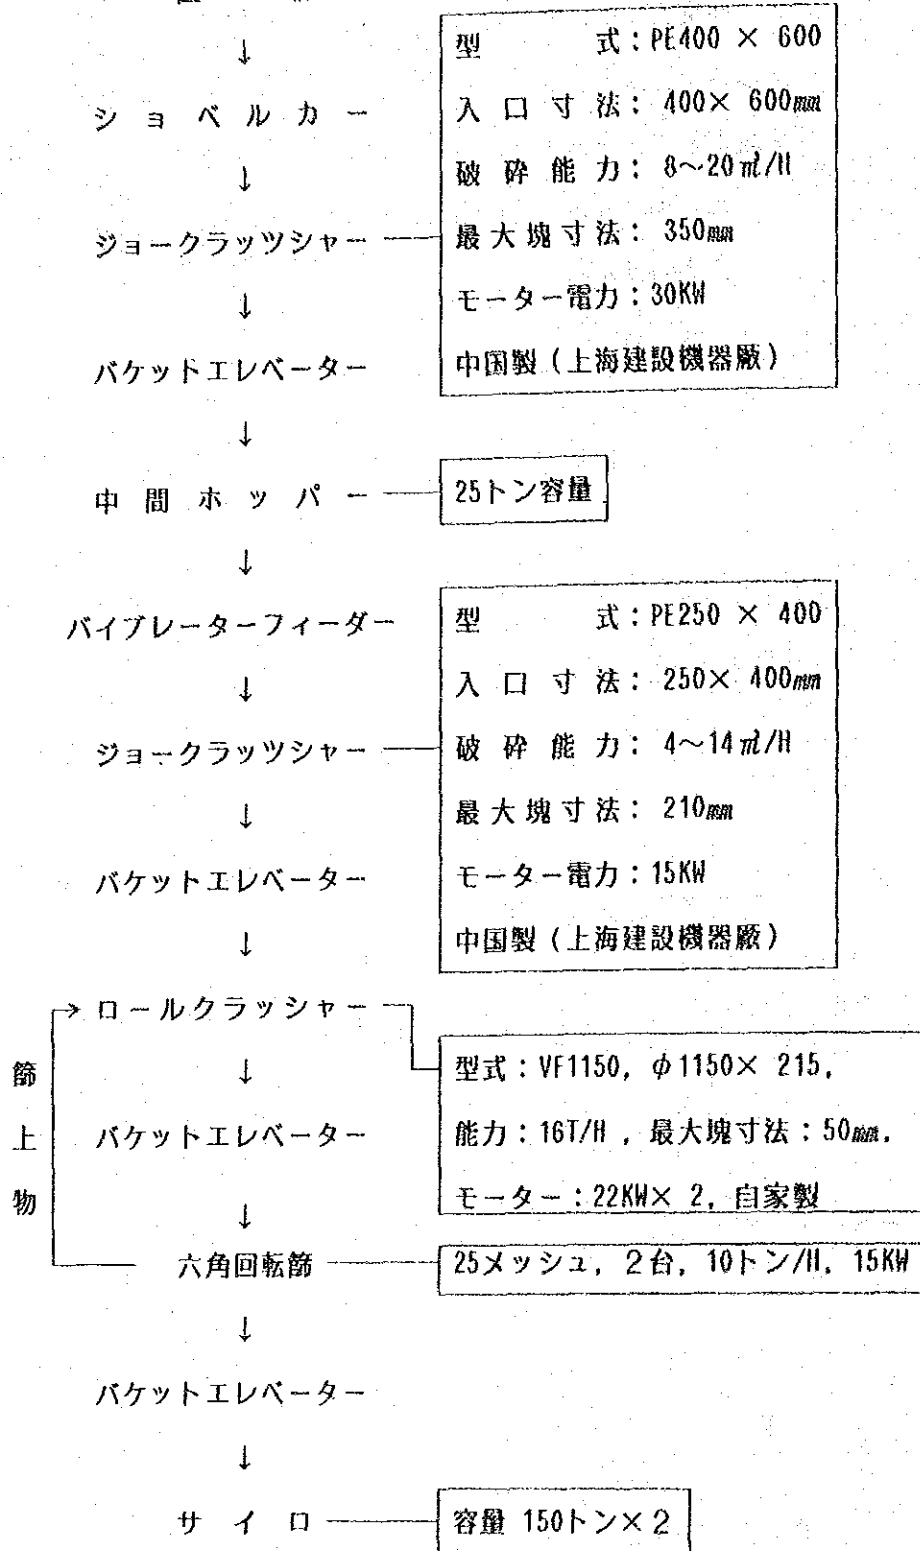 ↓
ショベルカー
↓
ジョークラッツシャー
型式：PE400 × 600
入口寸法：400× 600mm
破砕能力：8～20㎥/H
最大塊寸法：350mm
モーター電力：30KW
中国製（上海建設機器厰）
↓
バケットエレベーター
↓
中間ホッパー
25トン容量
↓
バイブレーターフィーダー
↓
ジョークラッツシャー
型式：PE250 × 400
入口寸法：250× 400mm
破砕能力：4～14㎥/H
最大塊寸法：210mm
モーター電力：15KW
中国製（上海建設機器厰）
↓
バケットエレベーター
↓
→ロールクラッシャー
型式：VF1150，φ1150× 215，
能力：16T/H ，最大塊寸法：50mm，
モーター：22KW× 2，自家製
篩上物
↓
バケットエレベーター
↓
六角回転篩
25メッシュ，２台，10トン/H，15KW
↓
バケットエレベーター
↓
サイロ
容量 150トン×２